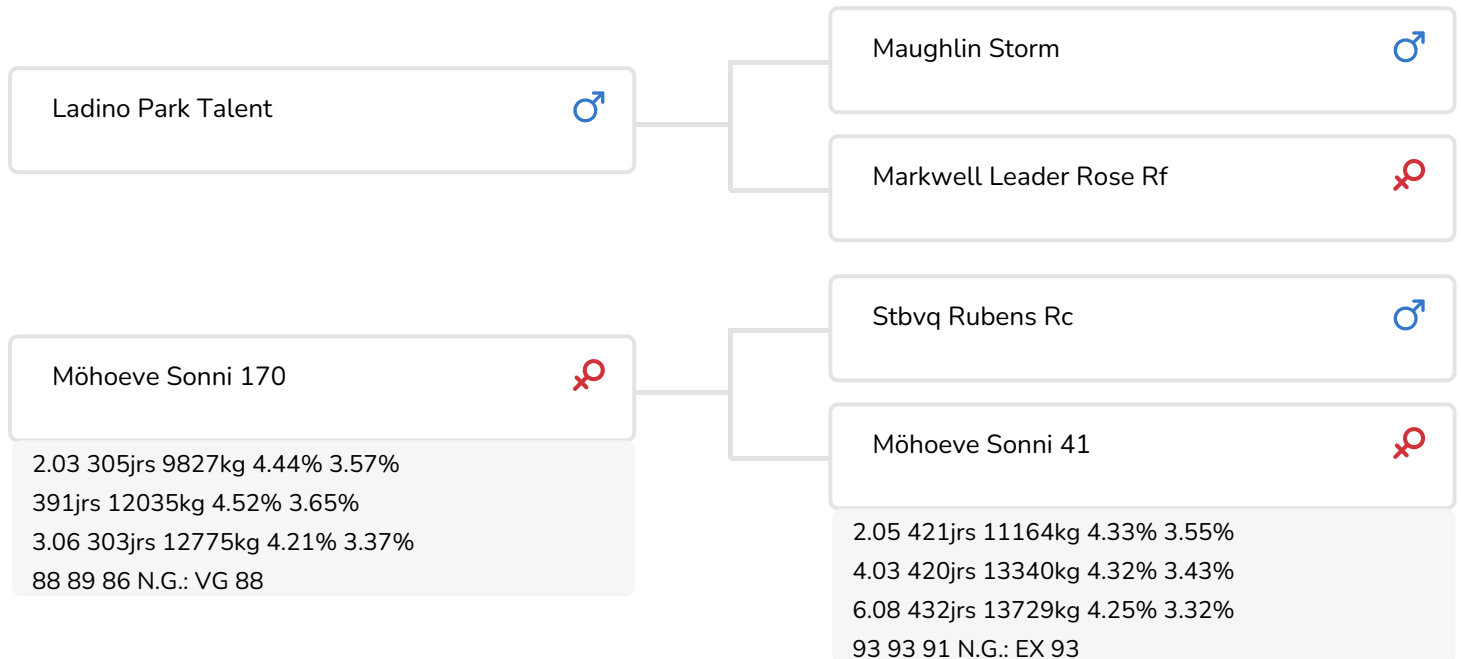 Ladino Park Talent
Maughlin Storm
Markwell Leader Rose Rf
Möhoeve Sonni 170
2.03 305jrs 9827kg 4.44% 3.57%
391jrs 12035kg 4.52% 3.65%
3.06 303jrs 12775kg 4.21% 3.37%
88 89 86 N.G.: VG 88
Stbvq Rubens Rc
Möhoeve Sonni 41
2.05 421jrs 11164kg 4.33% 3.55%
4.03 420jrs 13340kg 4.32% 3.43%
6.08 432jrs 13729kg 4.25% 3.32%
93 93 91 N.G.: EX 93